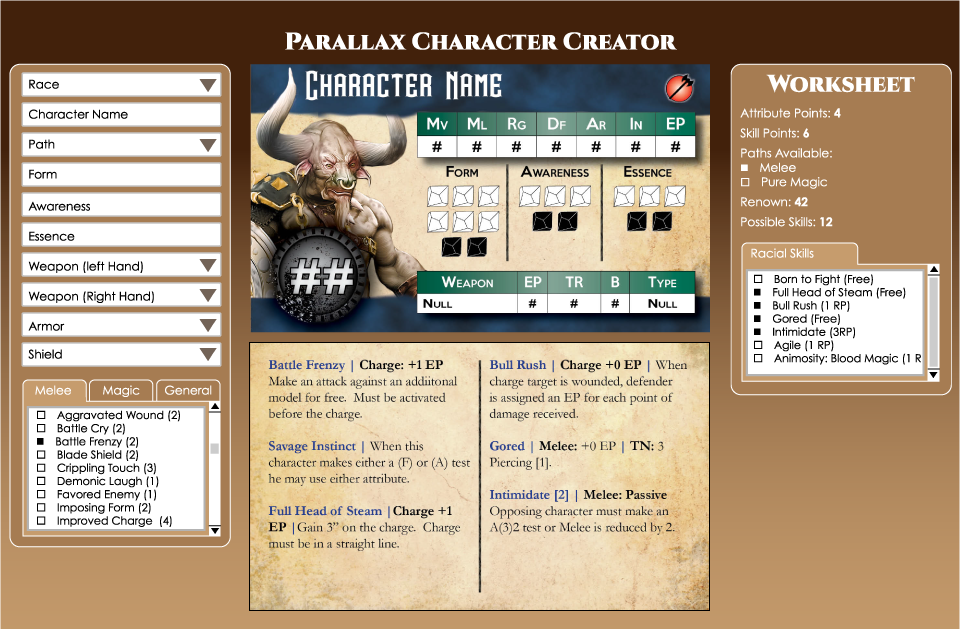 Parallax Character Creator
Race
Character Name
Path
Form
Awareness
Essence
Weapon (left Hand)
Weapon (Right Hand)
Armor
Shield
Melee Magic General
Aggravated Wound (2)
Battle Cry (2)
Battle Frenzy (2)
Blade Shield (2)
Crippling Touch (3)
Demonic Laugh (1)
Favored Enemy (1)
Imposing Form (2)
Improved Charge (4)
Character Name
Mv Ml Rg Df Ar In EP
# # # # # # #
Form Awareness Essence
##
Weapon EP TR B Type
Null # # # Null
Battle Frenzy | Charge: +1 EP
Make an attack against an addiitonal
model for free. Must be activated
before the charge.
Savage Instinct | When this
character makes either a (F) or (A) test
he may use either attribute.
Full Head of Steam |Charge +1
EP |Gain 3” on the charge. Charge
must be in a straight line.
Bull Rush | Charge +0 EP | When
charge target is wounded, defender
is assigned an EP for each point of
damage received.
Gored | Melee: +0 EP | TN: 3
Piercing [1].
Intimidate [2] | Melee: Passive
Opposing character must make an
A(3)2 test or Melee is reduced by 2.
Worksheet
Attribute Points: 4
Skill Points: 6
Paths Available:
Melee
Pure Magic
Renown: 42
Possible Skills: 12
Racial Skills
Born to Fight (Free)
Full Head of Steam (Free)
Bull Rush (1 RP)
Gored (Free)
Intimidate (3RP)
Agile (1 RP)
Animosity: Blood Magic (1 R